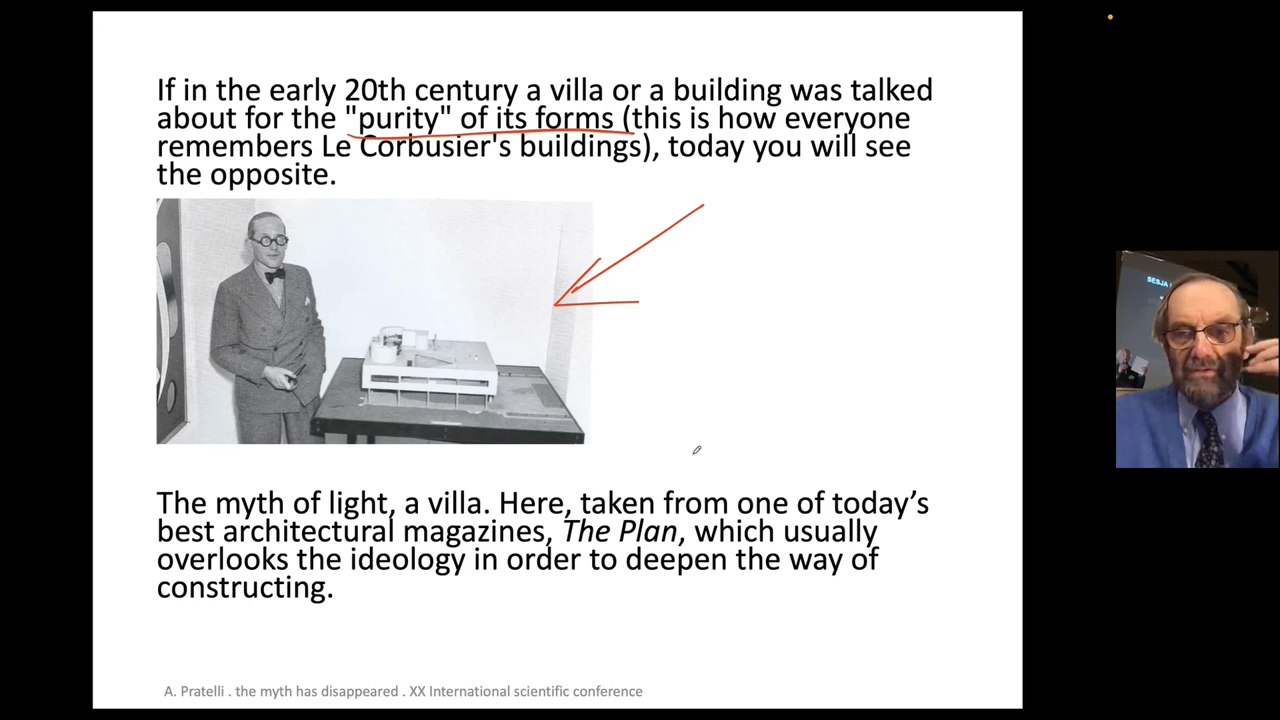 If in the early 20th century a villa or a building was talked
about for the "purity" of its forms (this is how everyone
remembers Le Corbusier's buildings), today you will see
the opposite.
The myth of light, a villa. Here, taken from one of today’s
best architectural magazines, The Plan, which usually
overlooks the ideology in order to deepen the way of
constructing.
A. Pratelli . the myth has disappeared . XX International scientific conference
SESJA